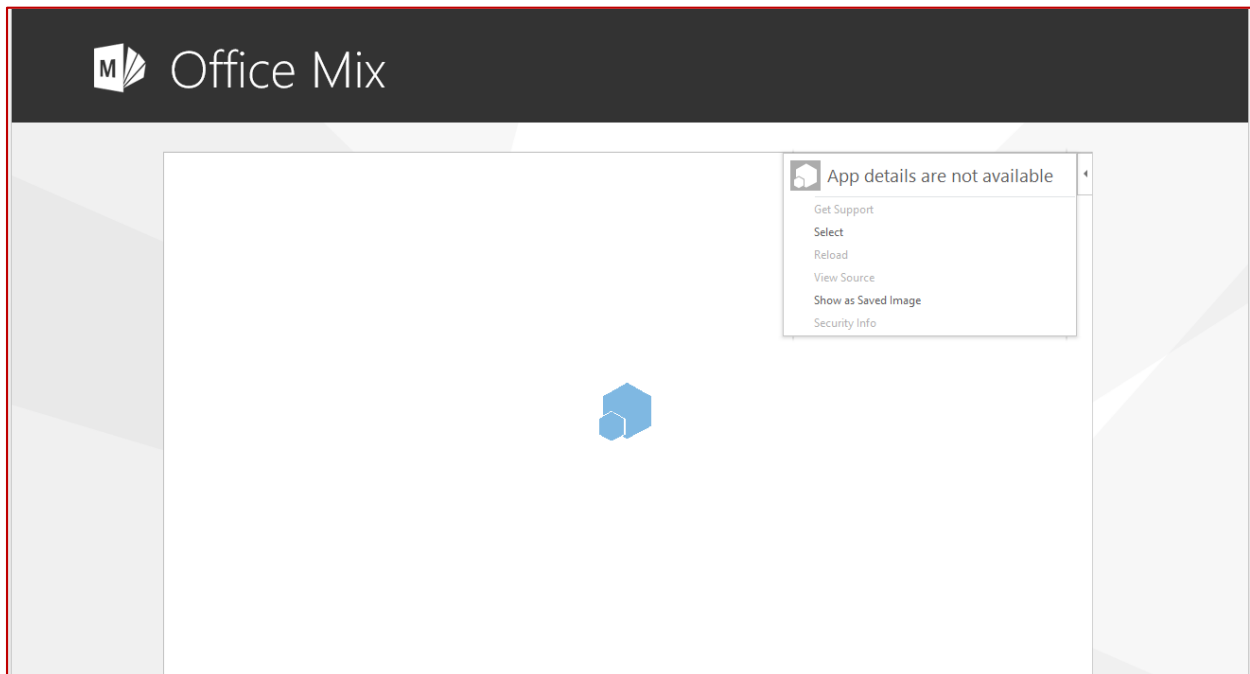 M
Office Mix
App details are not available
Get Support
Select
Reload
View Source
Show as Saved Image
Security Info